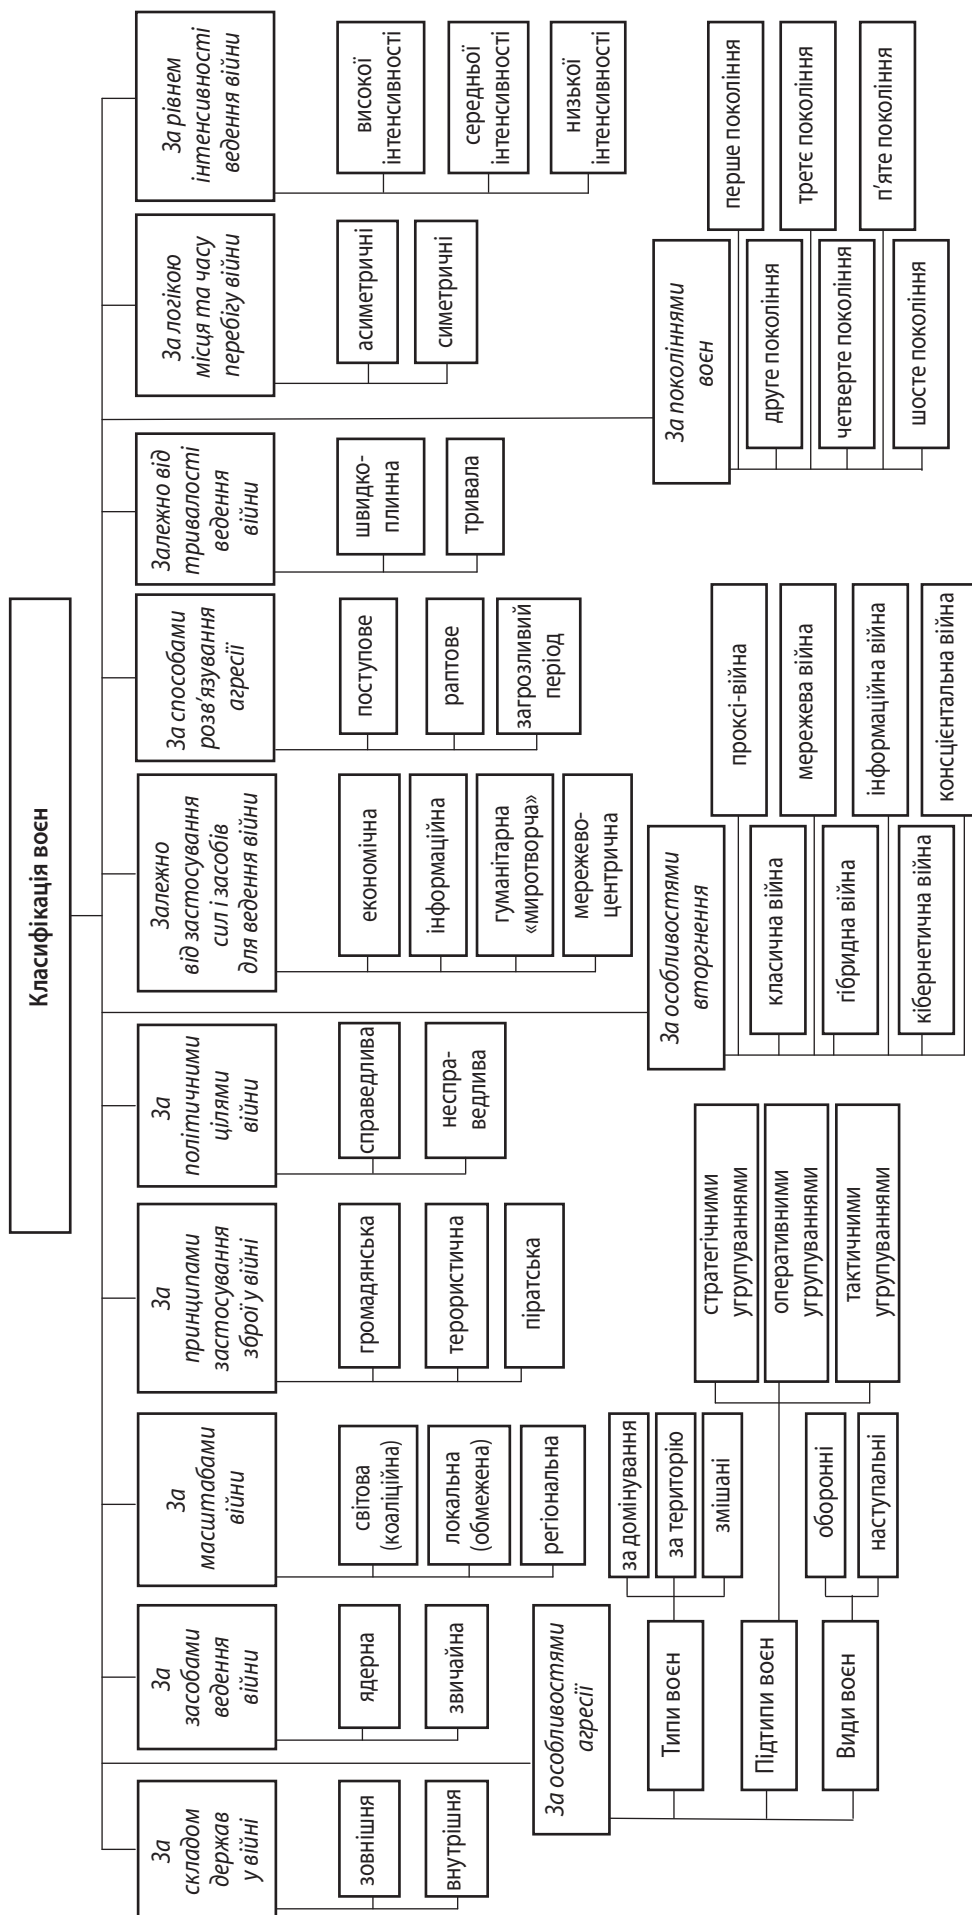 Класифікація воєн
За
складом
держав
у війні
зовнішня
внутрішня
За
засобами
ведення
війни
ядерна
звичайна
За
масштабами
війни
світова
(коаліційна)
локальна
(обмежена)
регіональна
За
принципами
застосування
зброї у війні
громадянська
терористична
піратська
За
політичними
цілями
війни
справедлива
неспра-
ведлива
Залежно
від застосування
сил і засобів
для ведення війни
економічна
інформаційна
гуманітарна
«миротворча»
мережево-
центрична
За способами
розв’язування
агресії
поступове
раптове
загрозливий
період
Залежно від
тривалості
ведення
війни
швидко-
плинна
тривала
За логікою
місця та часу
перебігу війни
асиметричні
симетричні
За рівнем
інтенсивності
ведення війни
високої
інтенсивності
середньої
інтенсивності
низької
інтенсивності
За особливостями
агресії
Типи воєн
за домінування
за територію
змішані
Підтипи воєн
стратегічними
угрупуваннями
оперативними
угрупуваннями
тактичними
угрупуваннями
Види воєн
оборонні
наступальні
За особливостями
вторгнення
проксі-війна
класична війна
мережева війна
гібридна війна
інформаційна війна
кібернетична війна
консцієнтальна війна
За поколіннями
воєн
перше покоління
друге покоління
третє покоління
четверте покоління
п’яте покоління
шосте покоління